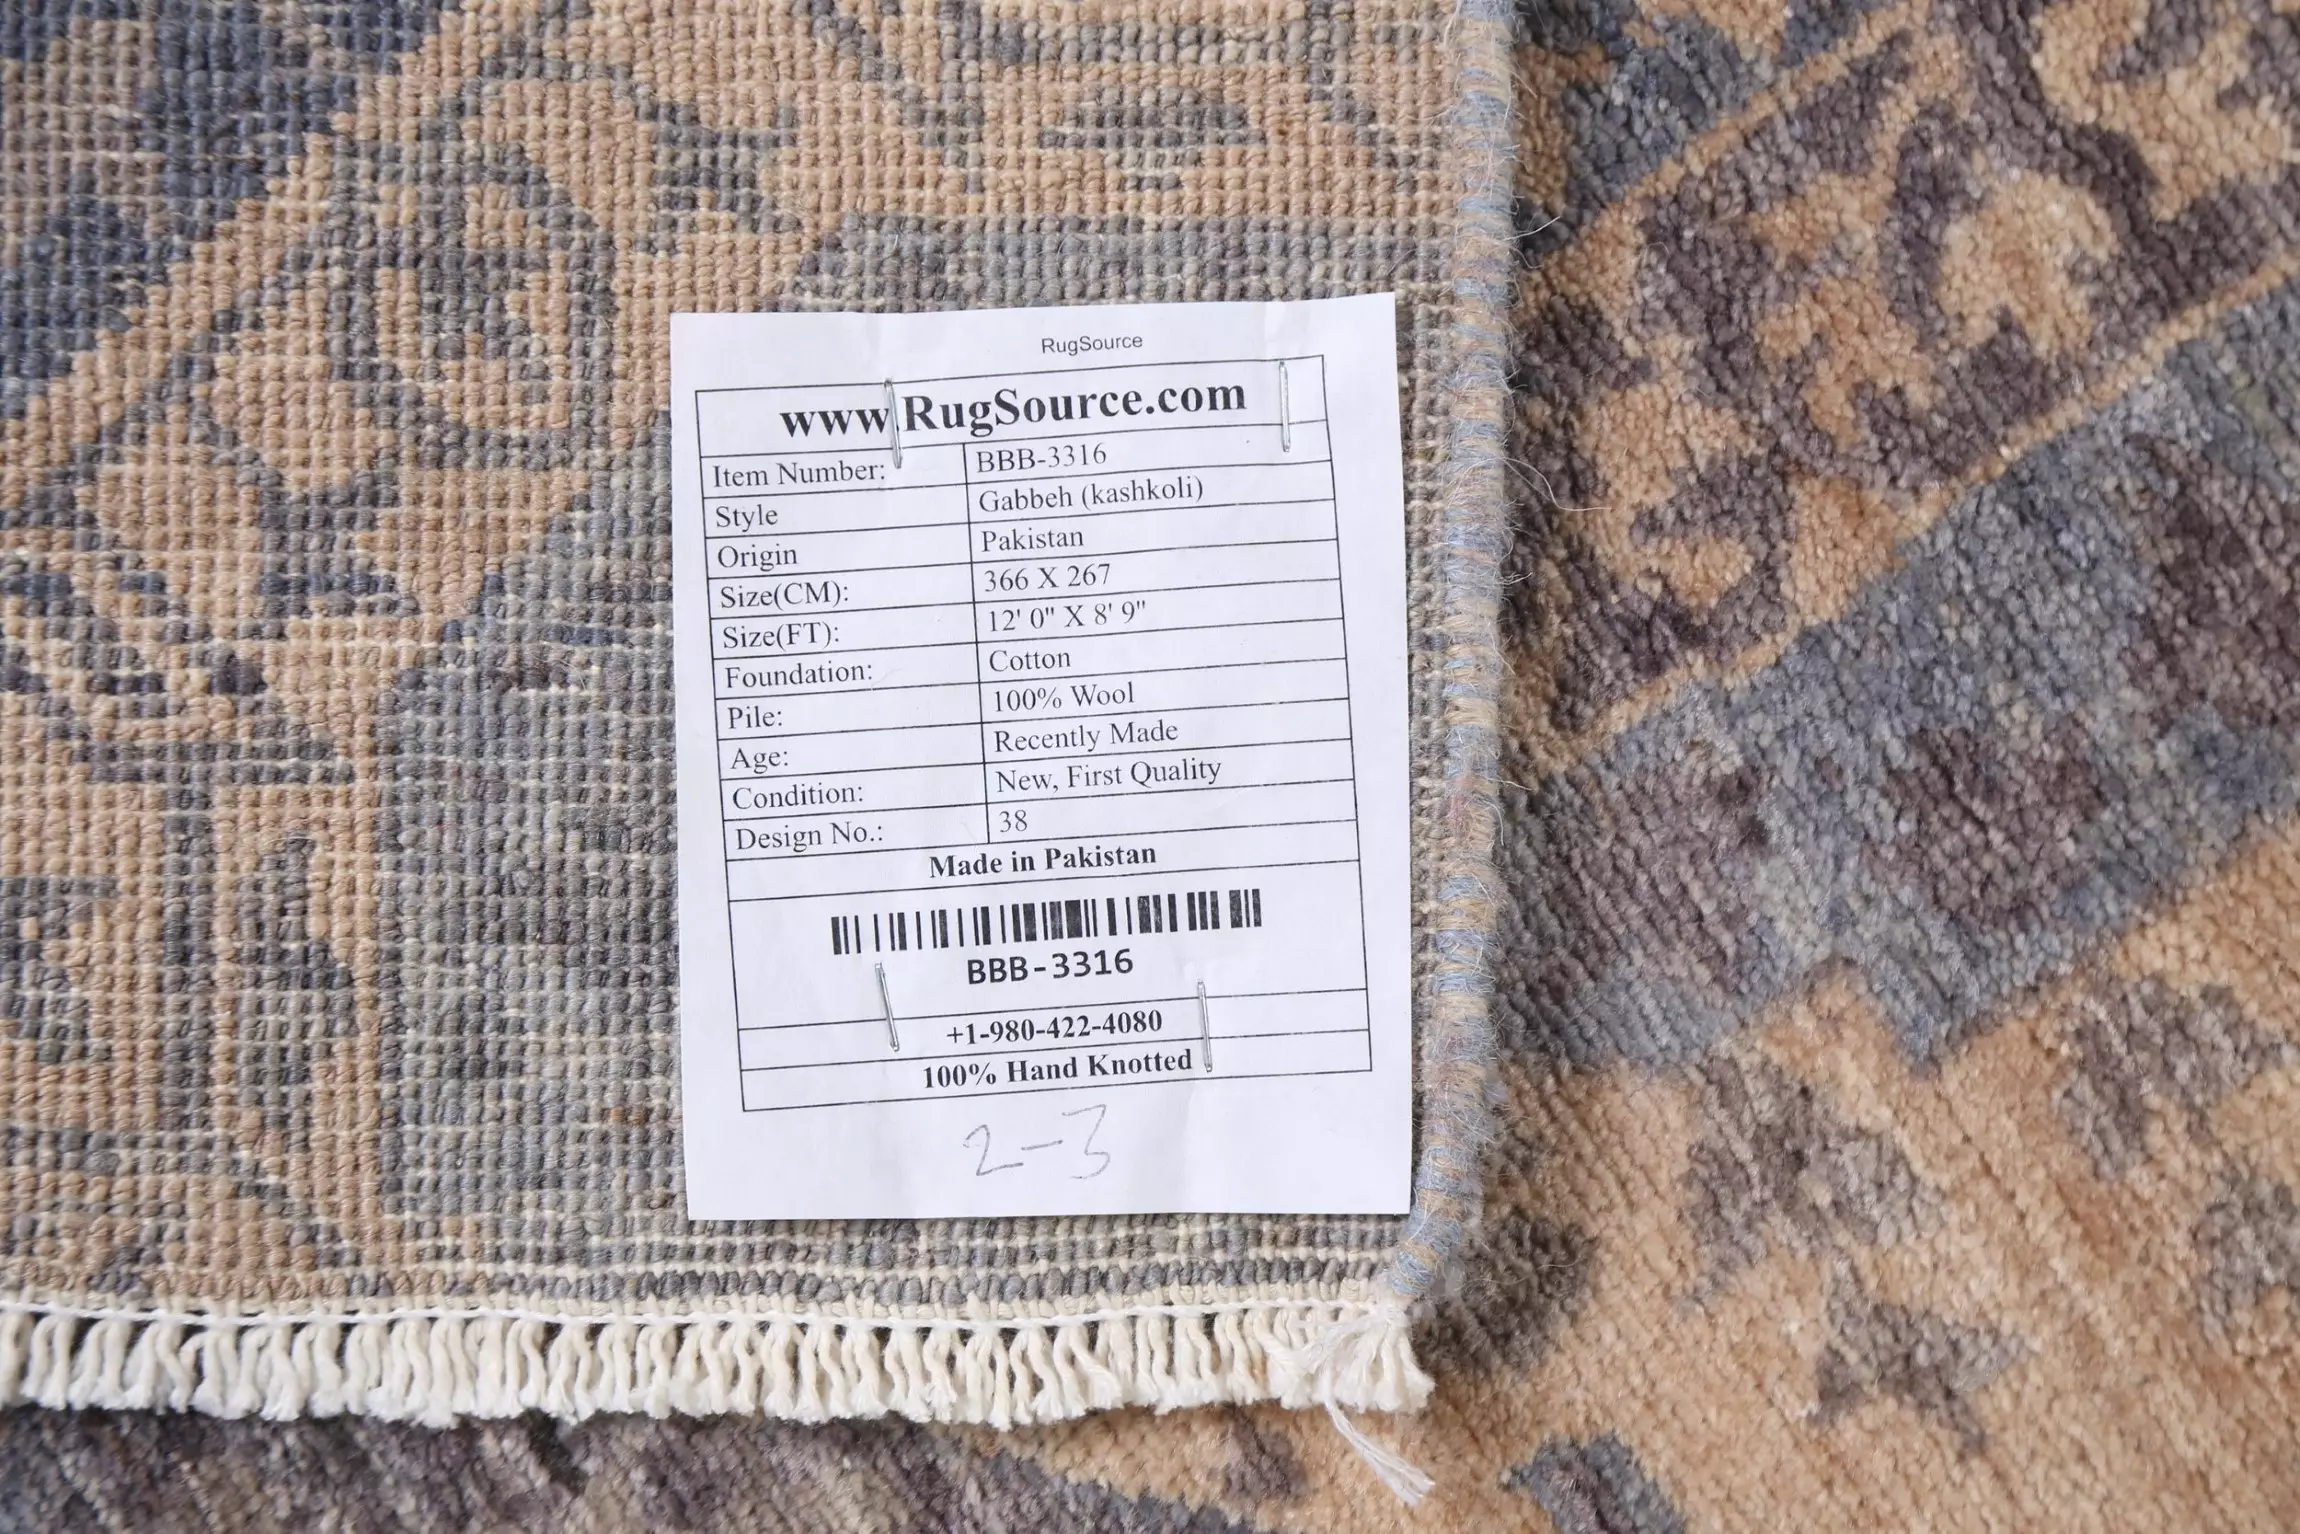 RugSource
www.RugSource.com
Item Number: BBB-3316
Style Gabbeh (kashkoli)
Origin Pakistan
Size(CM): 366 X 267
Size(FT): 12' 0" X 8' 9"
Foundation: Cotton
Pile: 100% Wool
Age: Recently Made
Condition: New, First Quality
Design No.: 38
Made in Pakistan
BBB-3316
+1-980-422-4080
100% Hand Knotted
2-3